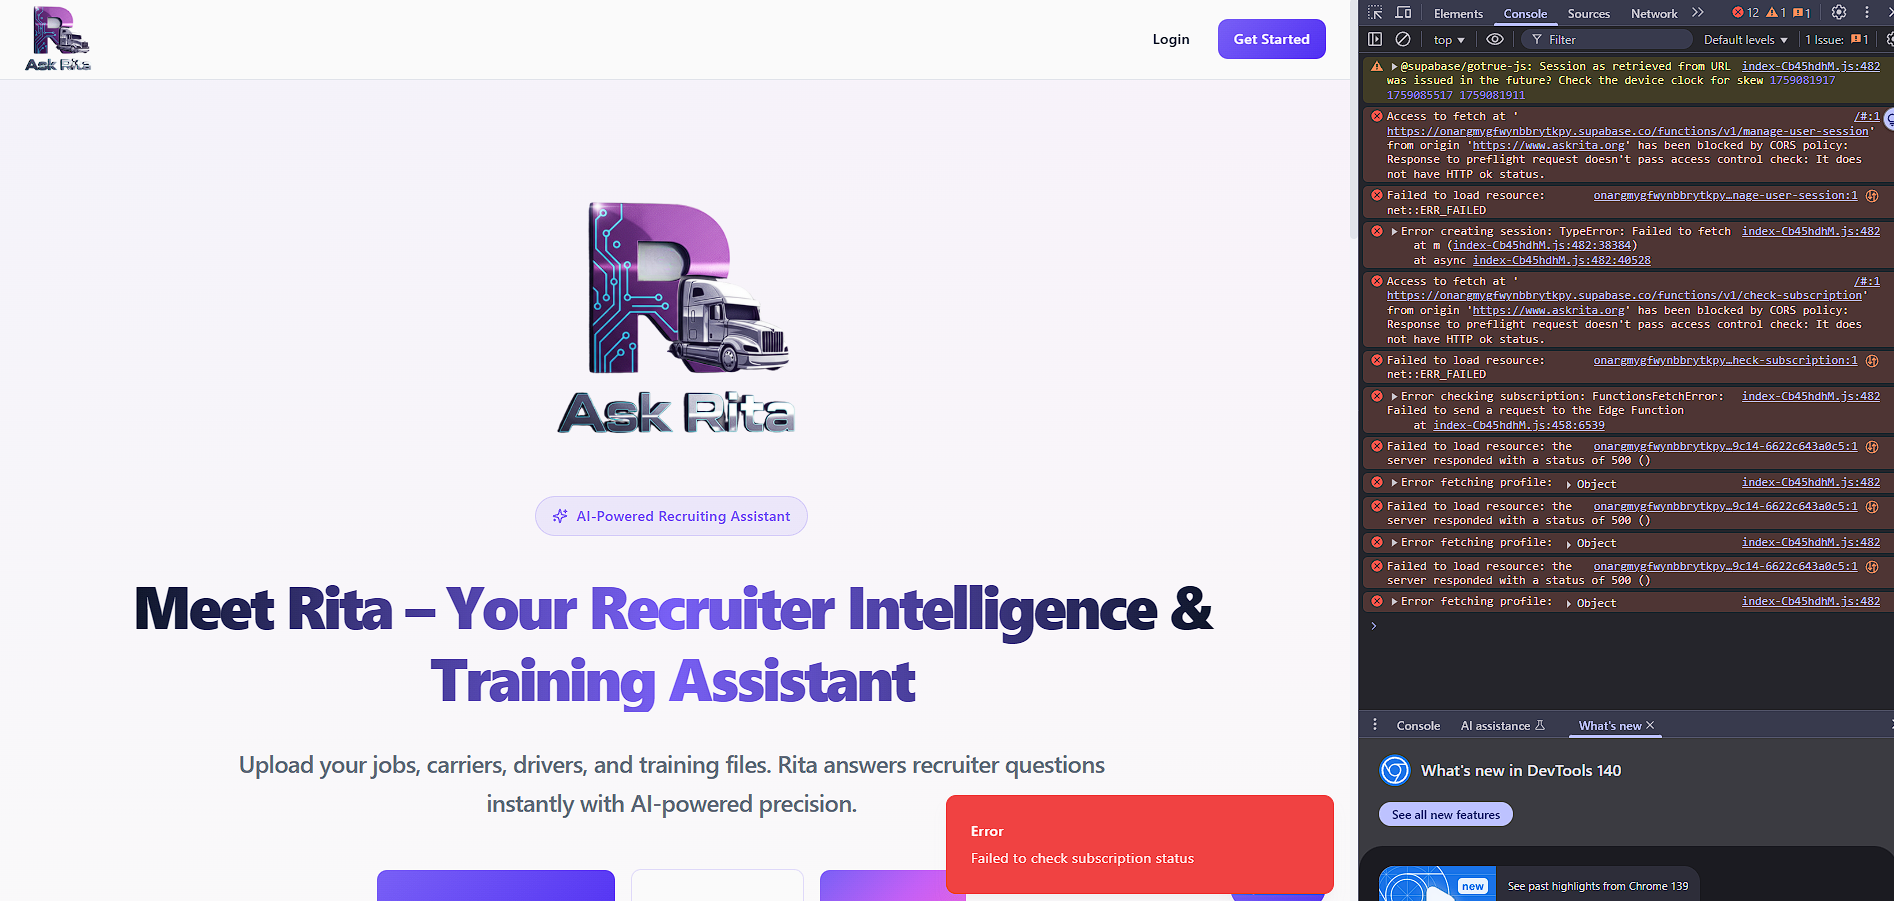 Ask Rita
Login
Get Started
Ask Rita
AI-Powered Recruiting Assistant
Meet Rita – Your Recruiter Intelligence &
Training Assistant
Upload your jobs, carriers, drivers, and training files. Rita answers recruiter questions
instantly with AI-powered precision.
Error
Failed to check subscription status
Elements Console Sources Network 12 1 1
top Filter Default levels 1 Issue: 1
@supabase/gotrue-js: Session as retrieved from URL index-Cb45hdhM.js:482
was issued in the future? Check the device clock for skew 1759081917
1759085517 1759081911
Access to fetch at ' /#:1
https://onargmygfwynbbrytkpy.supabase.co/functions/v1/manage-user-session'
from origin 'https://www.askrita.org' has been blocked by CORS policy:
Response to preflight request doesn't pass access control check: It does
not have HTTP ok status.
Failed to load resource: onargmygfwynbbrytkpy…nage-user-session:1
net::ERR_FAILED
Error creating session: TypeError: Failed to fetch index-Cb45hdhM.js:482
at m (index-Cb45hdhM.js:482:38384)
at async index-Cb45hdhM.js:482:40528
Access to fetch at ' /#:1
https://onargmygfwynbbrytkpy.supabase.co/functions/v1/check-subscription'
from origin 'https://www.askrita.org' has been blocked by CORS policy:
Response to preflight request doesn't pass access control check: It does
not have HTTP ok status.
Failed to load resource: onargmygfwynbbrytkpy…heck-subscription:1
net::ERR_FAILED
Error checking subscription: FunctionsFetchError: index-Cb45hdhM.js:482
Failed to send a request to the Edge Function
at index-Cb45hdhM.js:458:6539
Failed to load resource: the onargmygfwynbbrytkpy…9c14-6622c643a0c5:1
server responded with a status of 500 ()
Error fetching profile: Object index-Cb45hdhM.js:482
Failed to load resource: the onargmygfwynbbrytkpy…9c14-6622c643a0c5:1
server responded with a status of 500 ()
Error fetching profile: Object index-Cb45hdhM.js:482
Failed to load resource: the onargmygfwynbbrytkpy…9c14-6622c643a0c5:1
server responded with a status of 500 ()
Error fetching profile: Object index-Cb45hdhM.js:482
Console AI assistance What's new
What's new in DevTools 140
See all new features
new See past highlights from Chrome 139